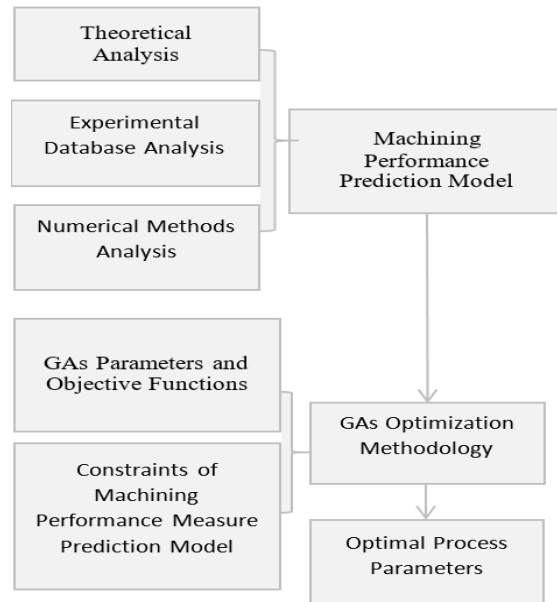 Theoretical
Analysis
Experimental
Database Analysis
Numerical Methods
Analysis
Machining
Performance
Prediction Model
GAs Parameters and
Objective Functions
Constraints of
Machining
Performance Measure
Prediction Model
GAs Optimization
Methodology
Optimal Process
Parameters